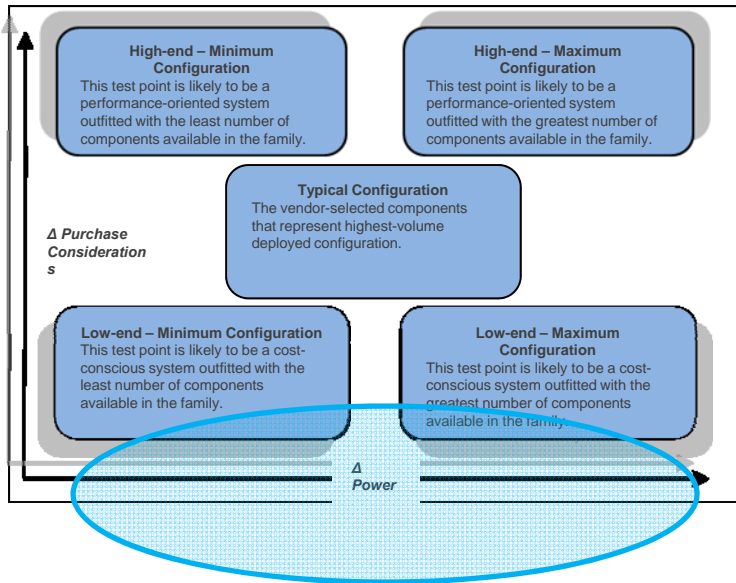 High-end – Minimum
Configuration
This test point is likely to be a
performance-oriented system
outfitted with the least number of
components available in the family.
High-end – Maximum
Configuration
This test point is likely to be a
performance-oriented system
outfitted with the greatest number of
components available in the family.
Typical Configuration
The vendor-selected components
that represent highest-volume
deployed configuration.
Δ Purchase
Consideration
s
Low-end – Minimum Configuration
This test point is likely to be a cost-
conscious system outfitted with the
least number of components
available in the family.
Low-end – Maximum
Configuration
This test point is likely to be a cost-
conscious system outfitted with the
greatest number of components
available in the family.
Δ
Power